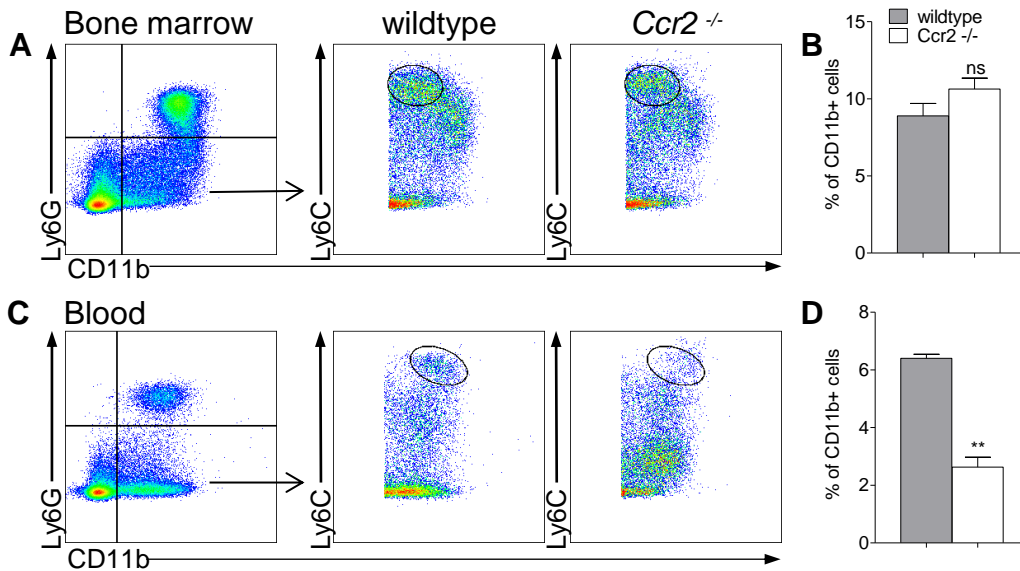 Bone marrow
wildtype
Ccr2 -/-
A
Ly6G
Ly6C
Ly6C
CD11b
B
wildtype
Ccr2 -/-
ns
% of CD11b+ cells
15
10
5
0
C
Blood
Ly6G
Ly6C
Ly6C
CD11b
D
**
% of CD11b+ cells
8
6
4
2
0